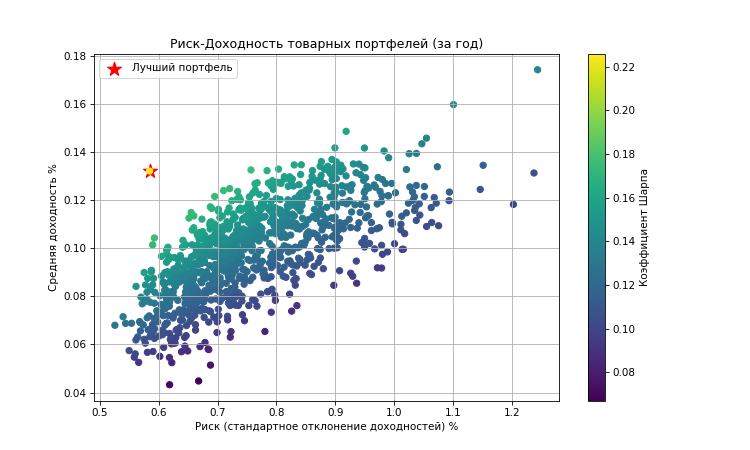 Риск-Доходность товарных портфелей (за год)
Лучший портфель
Средняя доходность %
0.18
0.16
0.14
0.12
0.10
0.08
0.06
0.04
0.5 0.6 0.7 0.8 0.9 1.0 1.1 1.2
Риск (стандартное отклонение доходностей) %
0.22
0.20
0.18
0.16
0.14
0.12
0.10
0.08
Коэффициент Шарпа